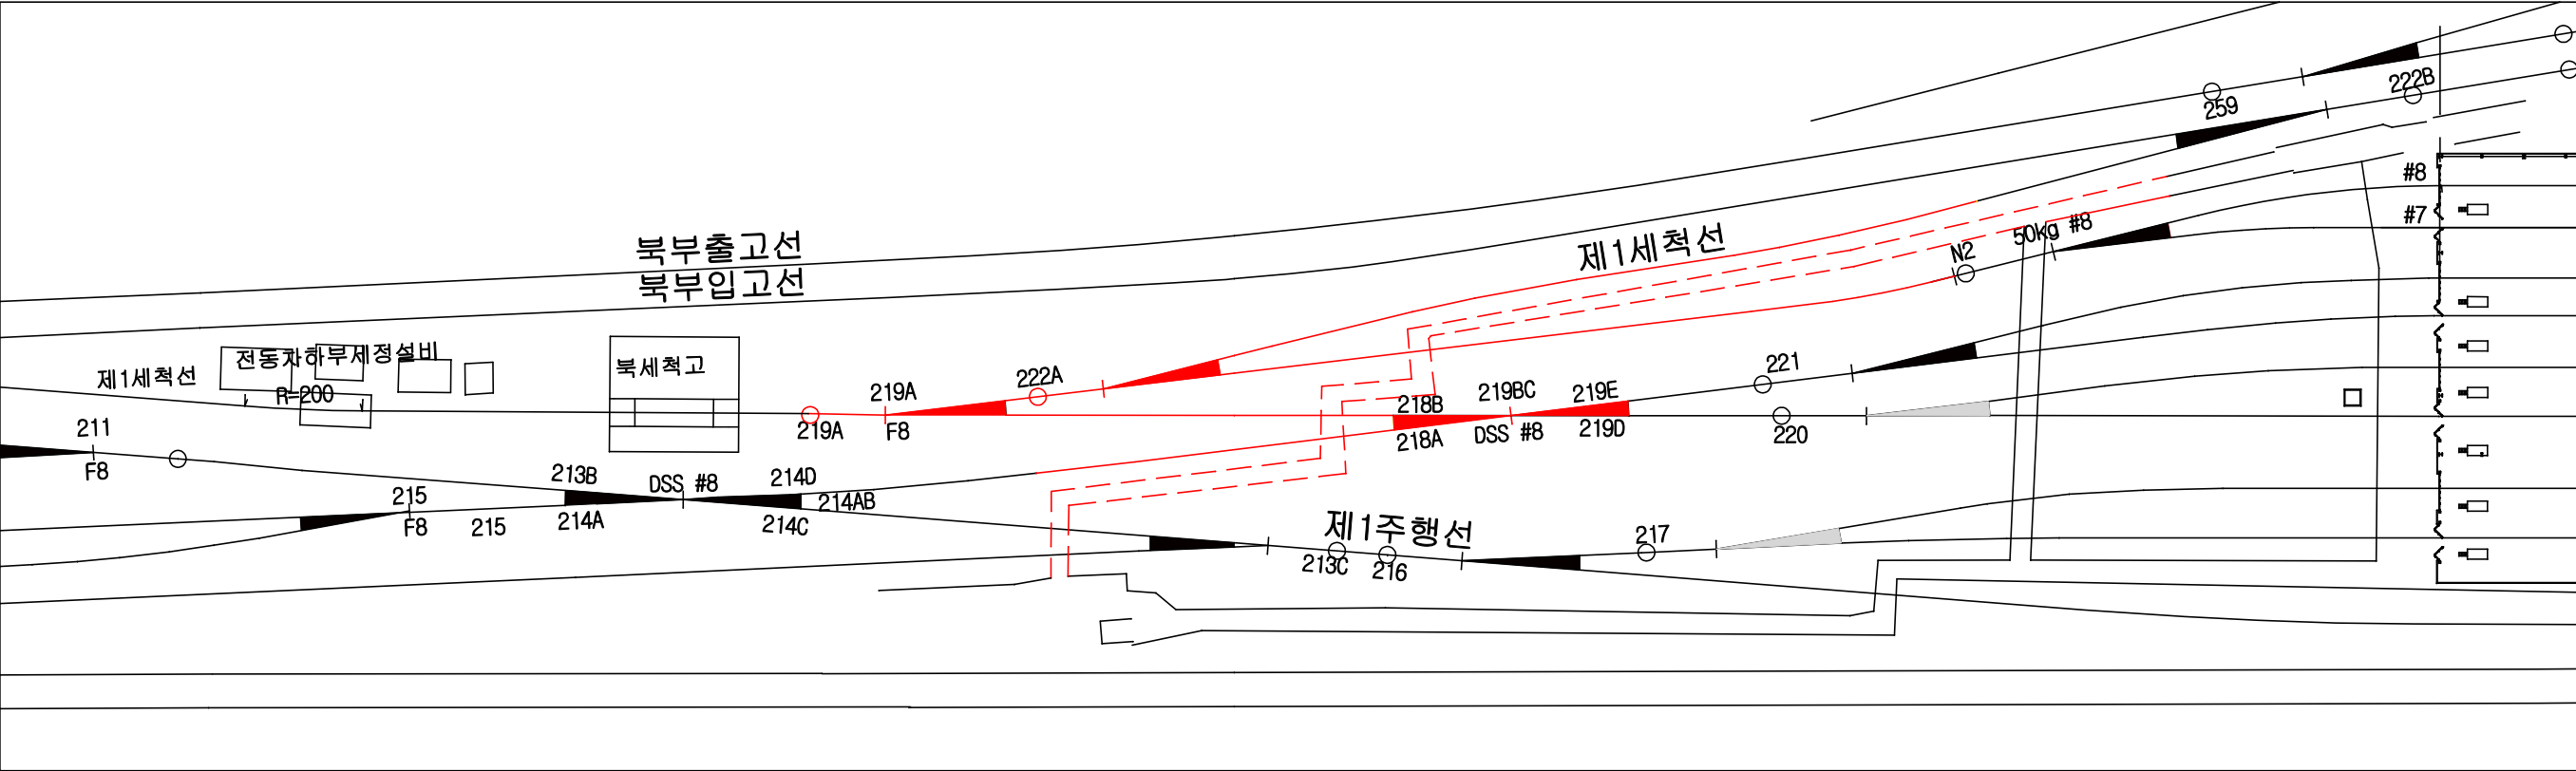 222B
259
#8
#7
50kg #8
북부출고선
제1세척선
N2
북부입고선
전동차하부세정설비
북세척고
제1세척선
R=200
219A
222A
221
219A
F8
218B
219BC
219E
218A
DSS #8
219D
220
211
F8
213B
DSS #8
214D
215
214AB
F8
215
214A
214C
제1주행선
217
213C
216